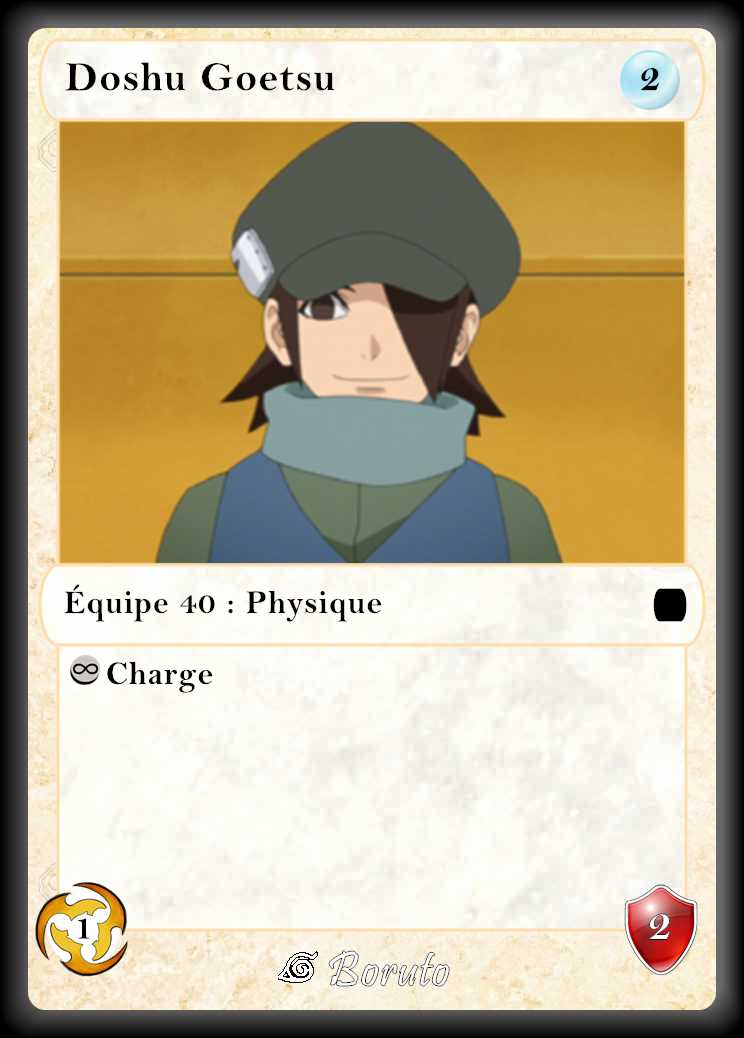 Doshu Goetsu
2
Équipe 40 : Physique
∞ Charge
1
2
Boruto